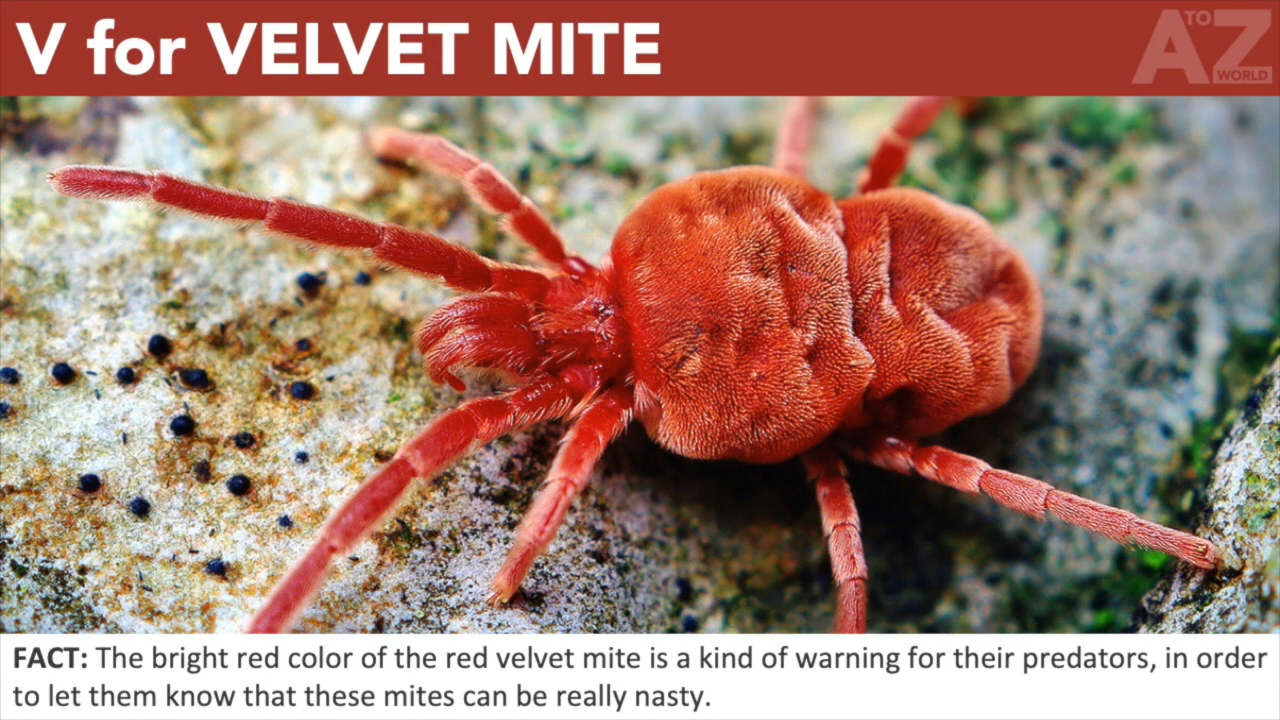 V for VELVET MITE
A TO Z
WORLD
FACT: The bright red color of the red velvet mite is a kind of warning for their predators, in order
to let them know that these mites can be really nasty.